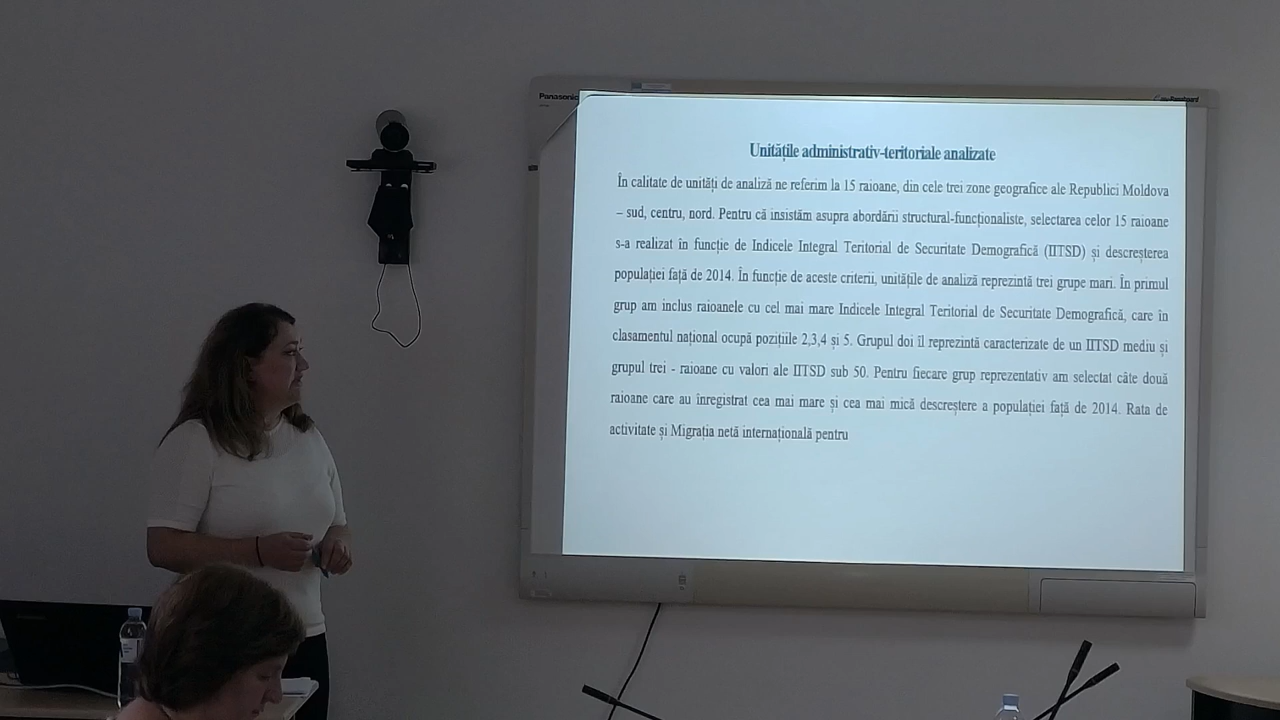 Panasonic
Unitățile administrativ-teritoriale analizate
În calitate de unități de analiză ne referim la 15 raioane, din cele trei zone geografice ale Republici Moldova
– sud, centru, nord. Pentru că insistăm asupra abordării structural-funcționaliste, selectarea celor 15 raioane
s-a realizat în funcție de Indicele Integral Teritorial de Securitate Demografică (IITSD) și descreșterea
populației față de 2014. În funcție de aceste criterii, unitățile de analiză reprezintă trei grupe mari. În primul
grup am inclus raioanele cu cel mai mare Indicele Integral Teritorial de Securitate Demografică, care în
clasamentul național ocupă pozițiile 2,3,4 și 5. Grupul doi îl reprezintă caracterizate de un IITSD mediu și
grupul trei - raioane cu valori ale IITSD sub 50. Pentru fiecare grup reprezentativ am selectat câte două
raioane care au înregistrat cea mai mare și cea mai mică descreștere a populației față de 2014. Rata de
activitate și Migrația netă internațională pentru